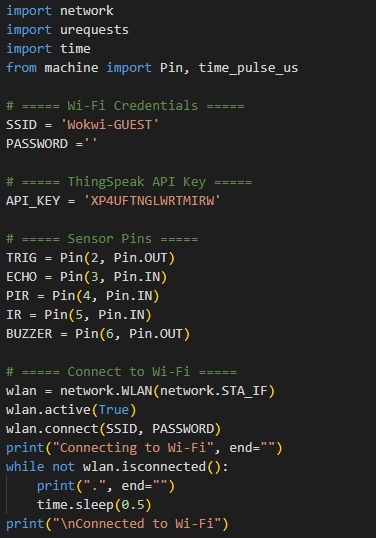 import network
import urequests
import time
from machine import Pin, time_pulse_us

# ===== Wi-Fi Credentials =====
SSID = 'Wokwi-GUEST'
PASSWORD =''

# ===== ThingSpeak API Key =====
API_KEY = 'XP4UFTNGLWRTMIRW'

# ===== Sensor Pins =====
TRIG = Pin(2, Pin.OUT)
ECHO = Pin(3, Pin.IN)
PIR = Pin(4, Pin.IN)
IR = Pin(5, Pin.IN)
BUZZER = Pin(6, Pin.OUT)

# ===== Connect to Wi-Fi =====
wlan = network.WLAN(network.STA_IF)
wlan.active(True)
wlan.connect(SSID, PASSWORD)
print("Connecting to Wi-Fi", end="")
while not wlan.isconnected():
    print(".", end="")
    time.sleep(0.5)
print("\nConnected to Wi-Fi")